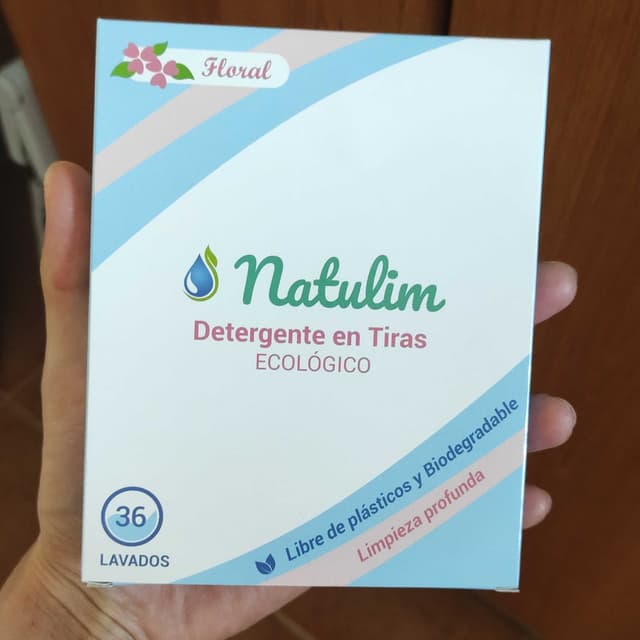 Floral
Natulim
Detergente en Tiras
ECOLÓGICO
Libre de plásticos y Biodegradable
Limpieza profunda
36
LAVADOS